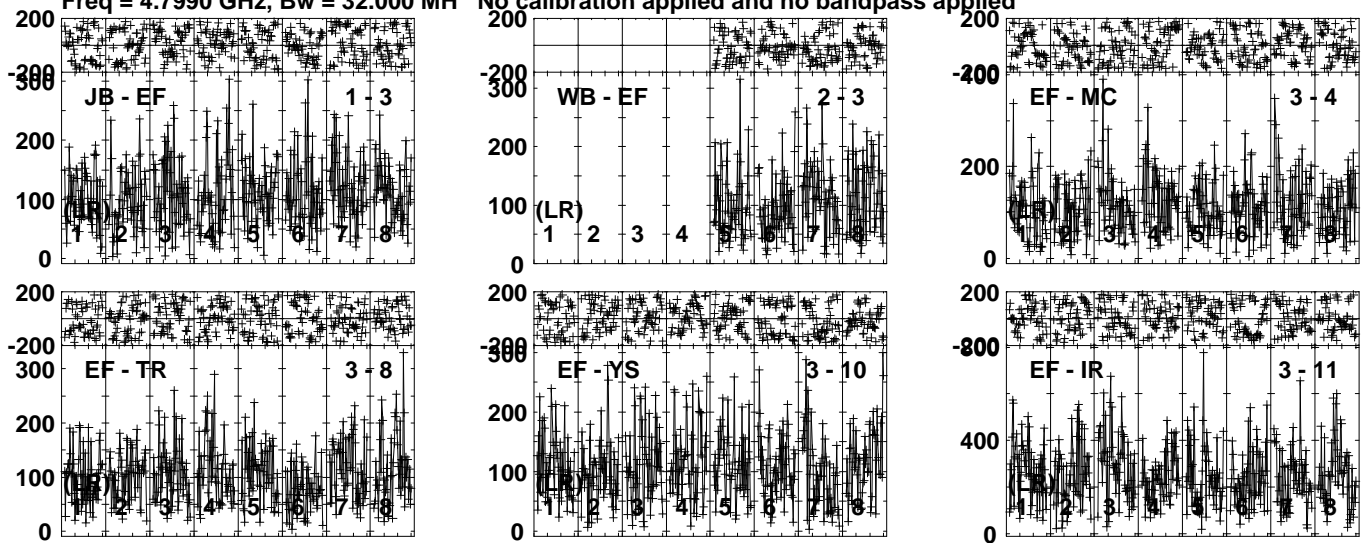 Freq = 4.7990 GHz, Bw = 32.000 MH No calibration applied and no bandpass applied
200 200 200
-200 -200 -200
300 300 400
JB - EF 1 - 3 WB - EF 2 - 3 EF - MC 3 - 4
200 200 200
100 100
(LR) (LR) (LR)
1 2 3 4 5 6 7 8 1 2 3 4 5 6 7 8 1 2 3 4 5 6 7 8
0 0 0
200 200 200
-200 -200 -200
300 300 800
EF - TR 3 - 8 EF - YS 3 - 10 EF - IR 3 - 11
200 200 400
100 100 200
(LR) (LR) (LR)
1 2 3 4 5 6 7 8 1 2 3 4 5 6 7 8 1 2 3 4 5 6 7 8
0 0 0